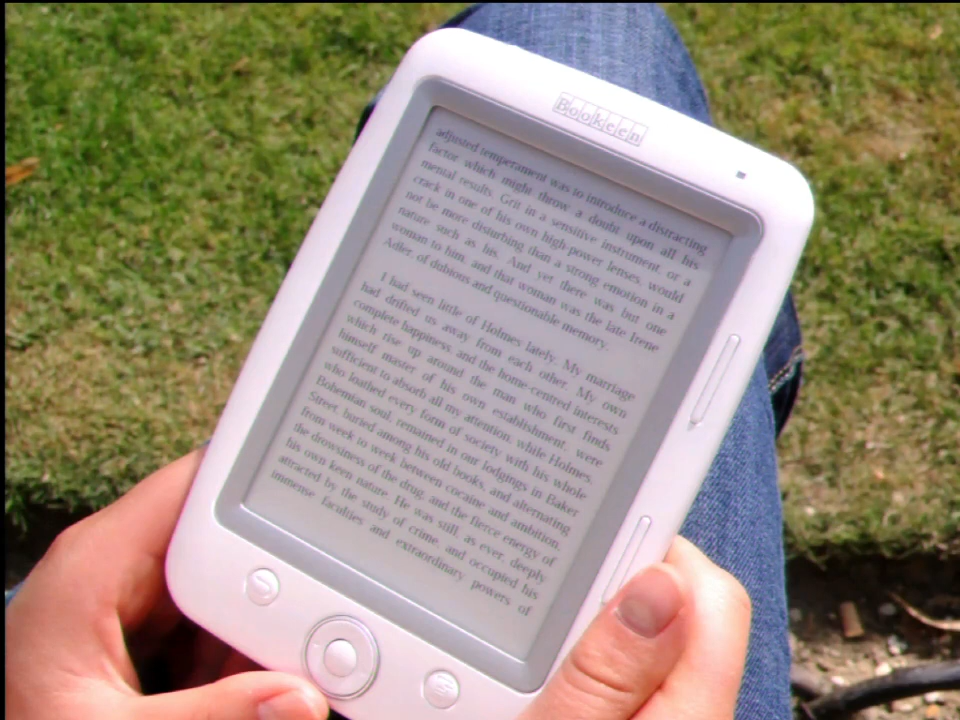 Bookeen
adjusted temperament was to introduce a distracting
factor which might throw a doubt upon all his
mental results. Grit in a sensitive instrument, or a
crack in one of his own high-power lenses, would
not be more disturbing than a strong emotion in a
nature such as his. And yet there was but one
woman to him, and that woman was the late Irene
Adler, of dubious and questionable memory.
I had seen little of Holmes lately. My marriage
had drifted us away from each other. My own
complete happiness, and the home-centred interests
which rise up around the man who first finds
himself master of his own establishment, were
sufficient to absorb all my attention, while Holmes,
who loathed every form of society with his whole
Bohemian soul, remained in our lodgings in Baker
Street, buried among his old books, and alternating
from week to week between cocaine and ambition,
the drowsiness of the drug, and the fierce energy of
his own keen nature. He was still, as ever, deeply
attracted by the study of crime, and occupied his
immense faculties and extraordinary powers of